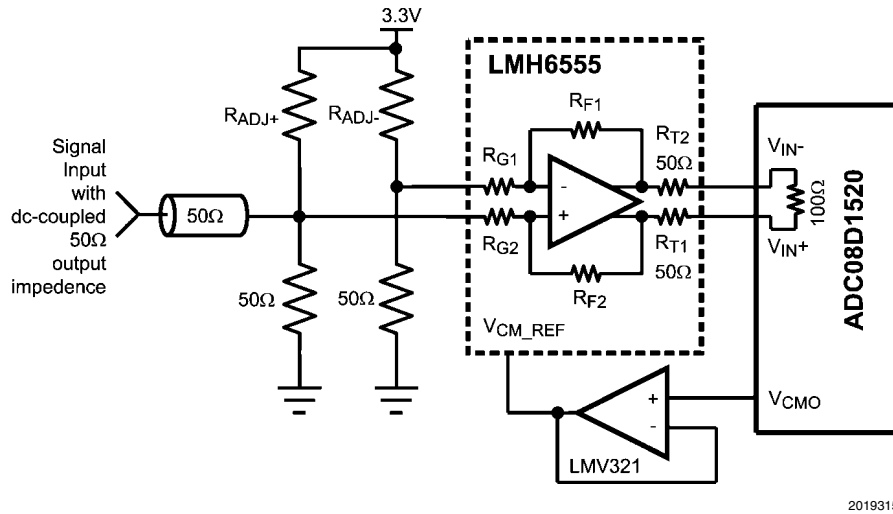 3.3V
LMH6555
RADJ+
RADJ-
RF1
RT2
50Ω
RG1
VIN-
Signal
Input
with
dc-coupled
50Ω
output
impedence
50Ω
-
+
100Ω
RG2
VIN+
RT1
50Ω
RF2
50Ω
50Ω
VCM_REF
ADC08D1520
+
-
VCMO
LMV321
2019315